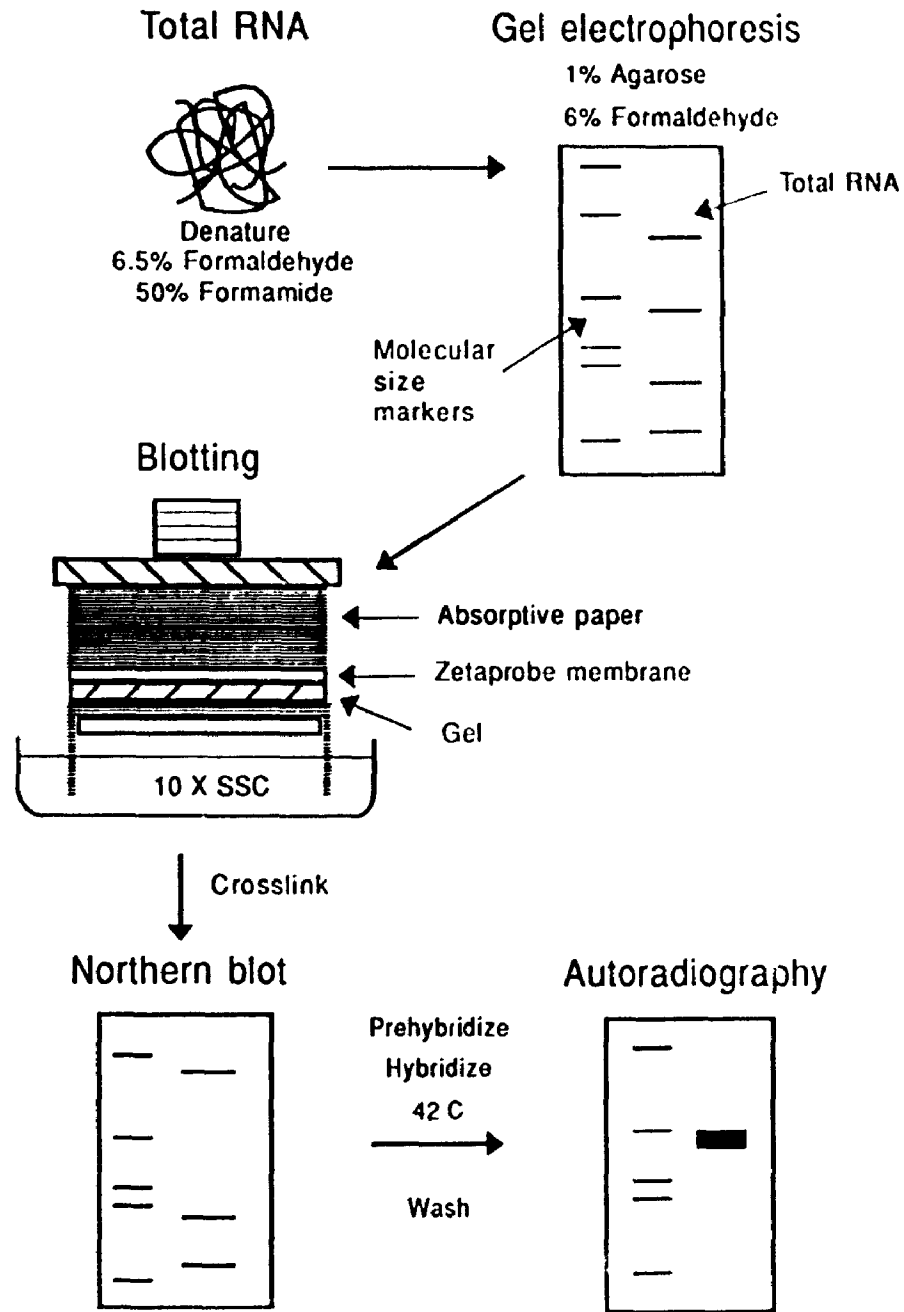 Total RNA
Gel electrophoresis
1% Agarose
6% Formaldehyde
Total RNA
Denature
6.5% Formaldehyde
50% Formamide
Molecular
size
markers
Blotting
Absorptive paper
Zetaprobe membrane
Gel
10 X SSC
Crosslink
Northern blot
Autoradiography
Prehybridize
Hybridize
42 C
Wash